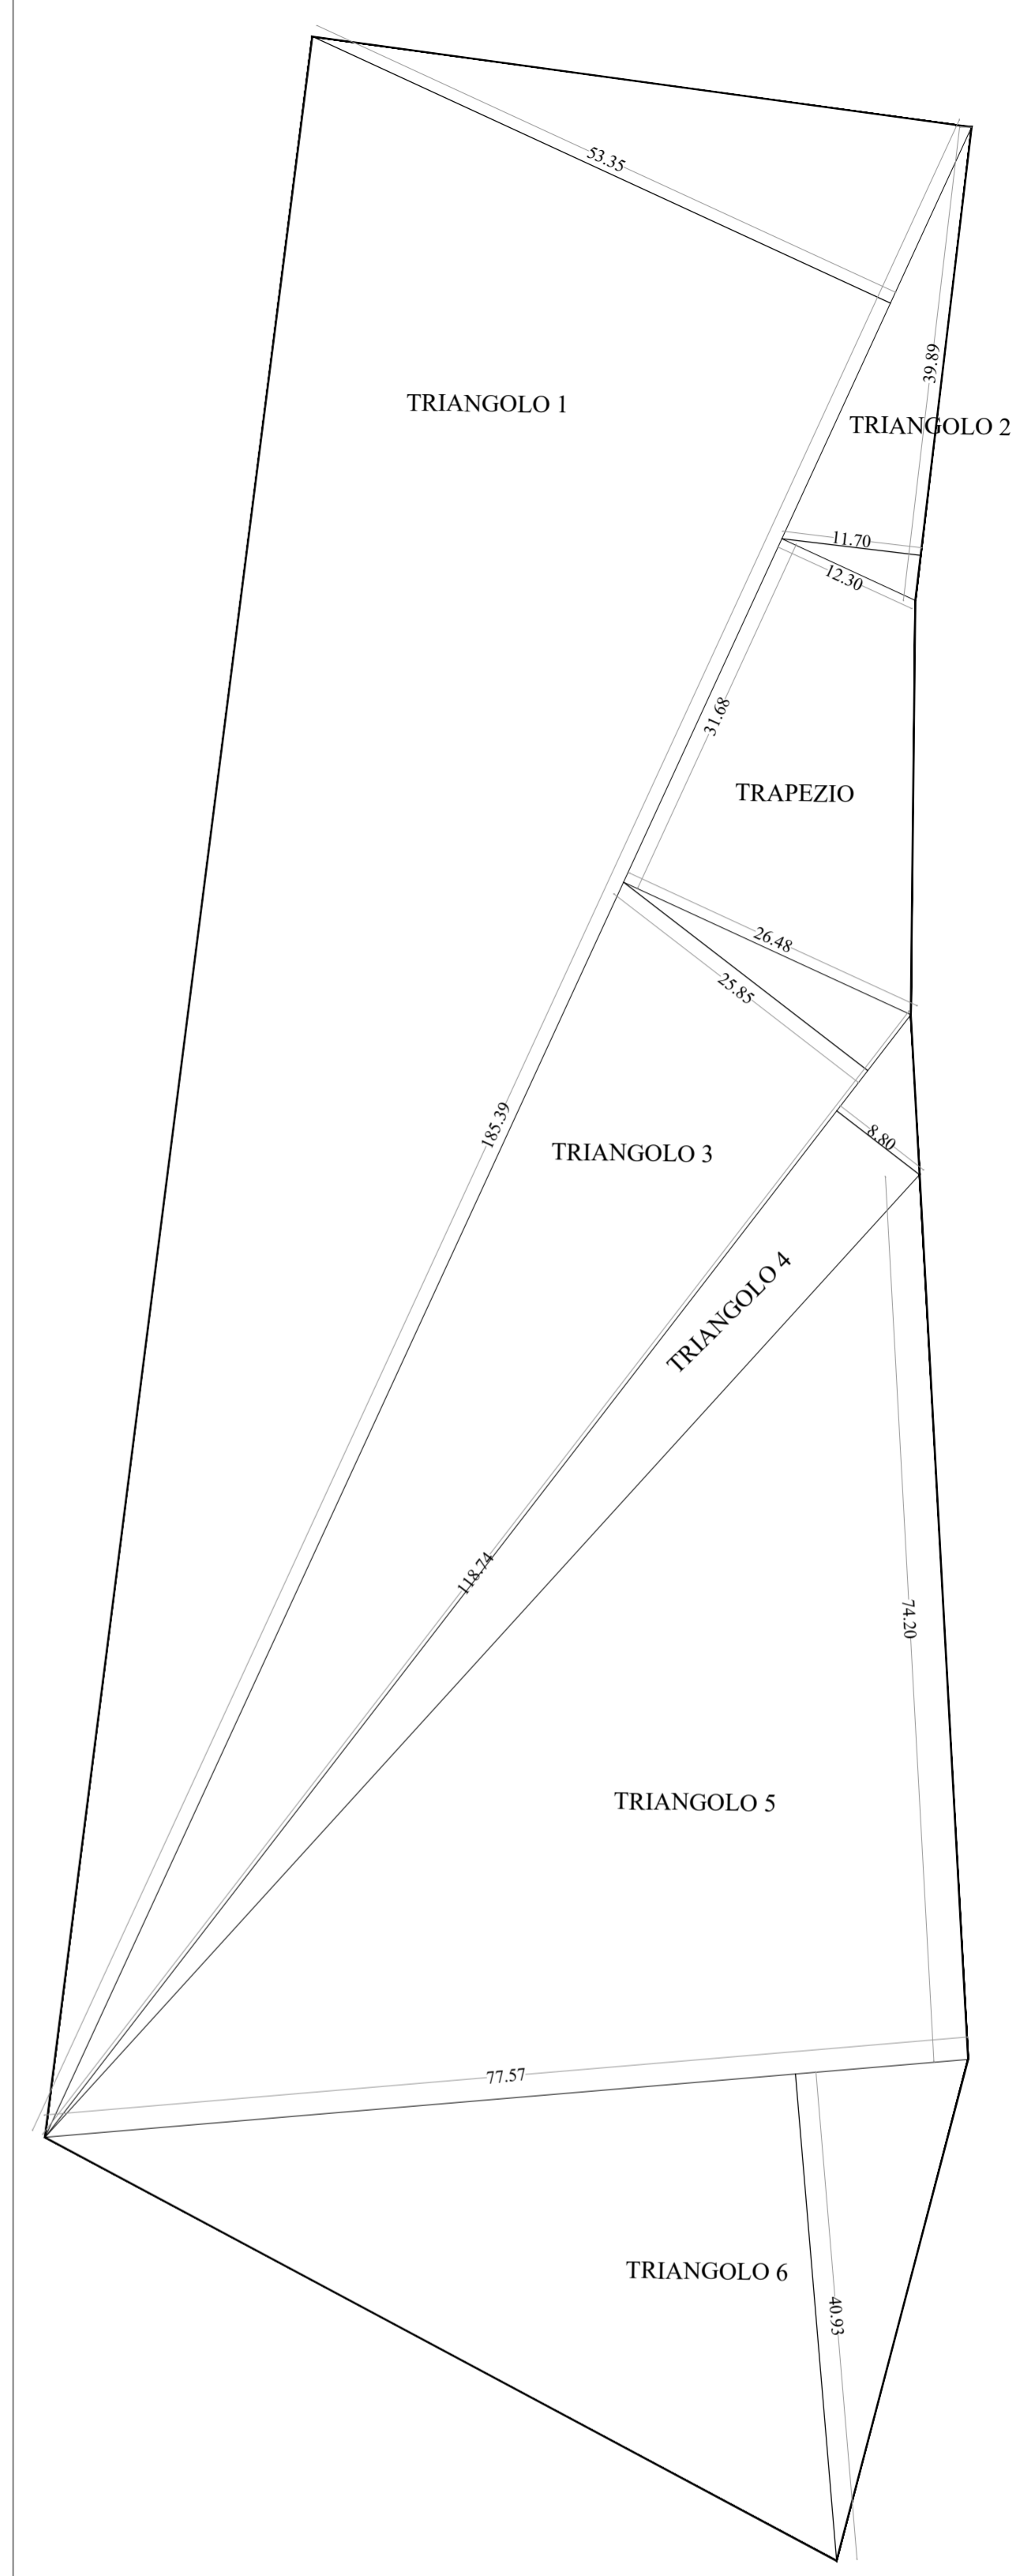 53.35
39.89
TRIANGOLO 1
TRIANGOLO 2
11.70
12.30
31.68
TRAPEZIO
26.48
25.85
185.39
8.80
TRIANGOLO 3
TRIANGOLO 4
118.74
74.20
TRIANGOLO 5
77.57
TRIANGOLO 6
40.93